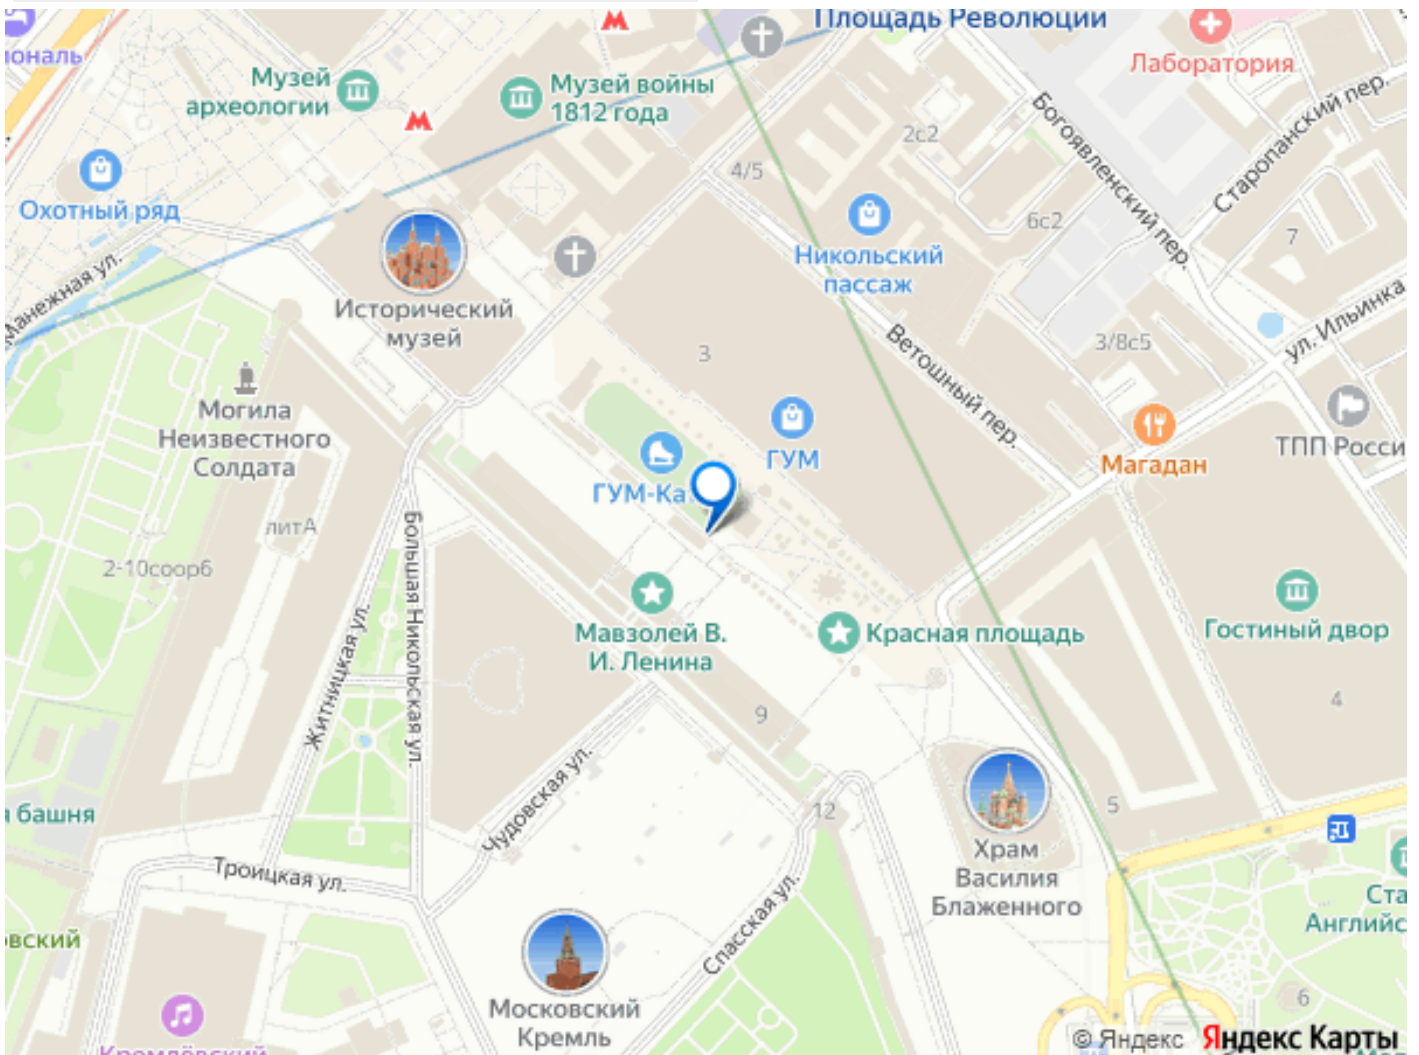 Площадь Революции
ональ
Музей
археологии
Музей войны
1812 года
Лаборатория
Старопанский пер.
Богоявленский пер.
2с2
4/5
Охотный ряд
6с2
7
Никольский
пассаж
Манежная ул.
Исторический
музей
ул. Ильинка
3/8с5
3
Ветошный пер.
Могила
Неизвестного
Солдата
ГУМ
Магадан
ТПП Росси
ГУМ-Ка
литА
2-10соор6
Большая Никольская ул.
Житницкая ул.
Мавзолей В.
И. Ленина
Красная площадь
Гостиный двор
4
9
Чудовская ул.
я башня
12
5
Храм
Василия
Блаженного
Троицкая ул.
Спасская ул.
Ста
Английс
вский
6
Московский
Кремль
Кремлёвский
© Яндекс Яндекс Карты